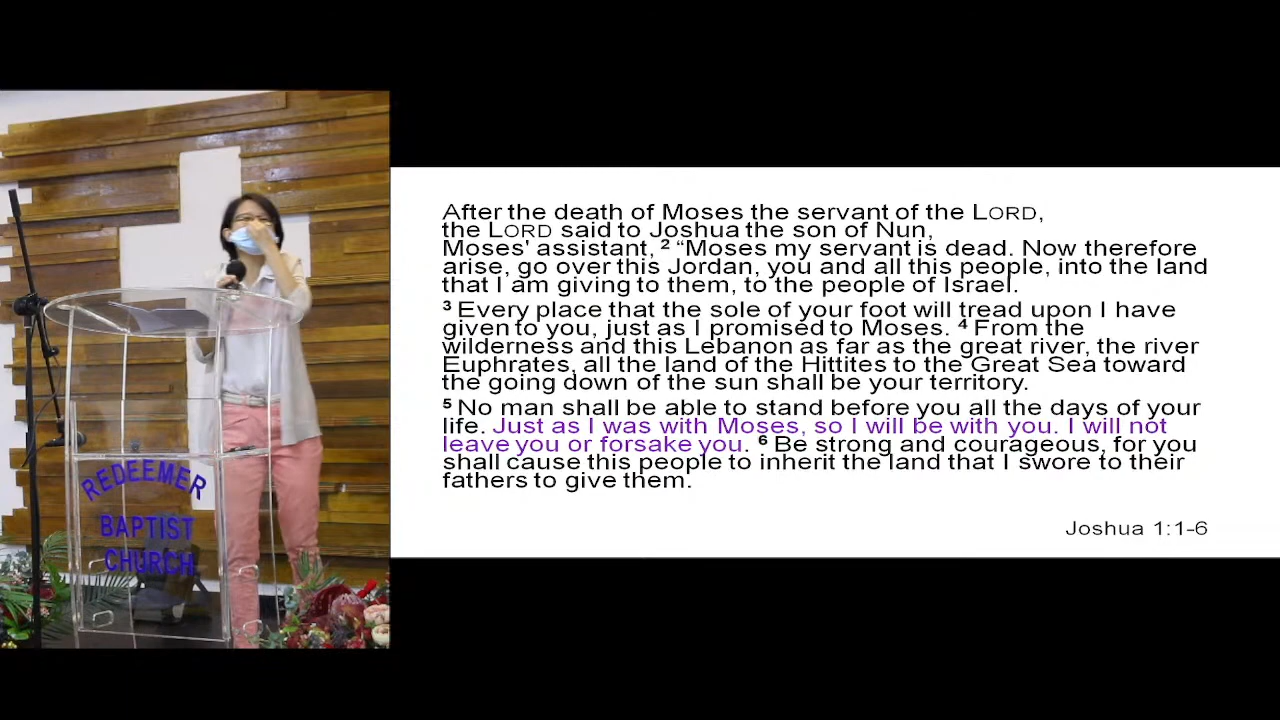 REDEEMER
BAPTIST
CHURCH
After the death of Moses the servant of the LORD,
the LORD said to Joshua the son of Nun,
Moses' assistant, ² “Moses my servant is dead. Now therefore
arise, go over this Jordan, you and all this people, into the land
that I am giving to them, to the people of Israel.
³ Every place that the sole of your foot will tread upon I have
given to you, just as I promised to Moses. ⁴ From the
wilderness and this Lebanon as far as the great river, the river
Euphrates, all the land of the Hittites to the Great Sea toward
the going down of the sun shall be your territory.
⁵ No man shall be able to stand before you all the days of your
life. Just as I was with Moses, so I will be with you. I will not
leave you or forsake you. ⁶ Be strong and courageous, for you
shall cause this people to inherit the land that I swore to their
fathers to give them.
Joshua 1:1-6